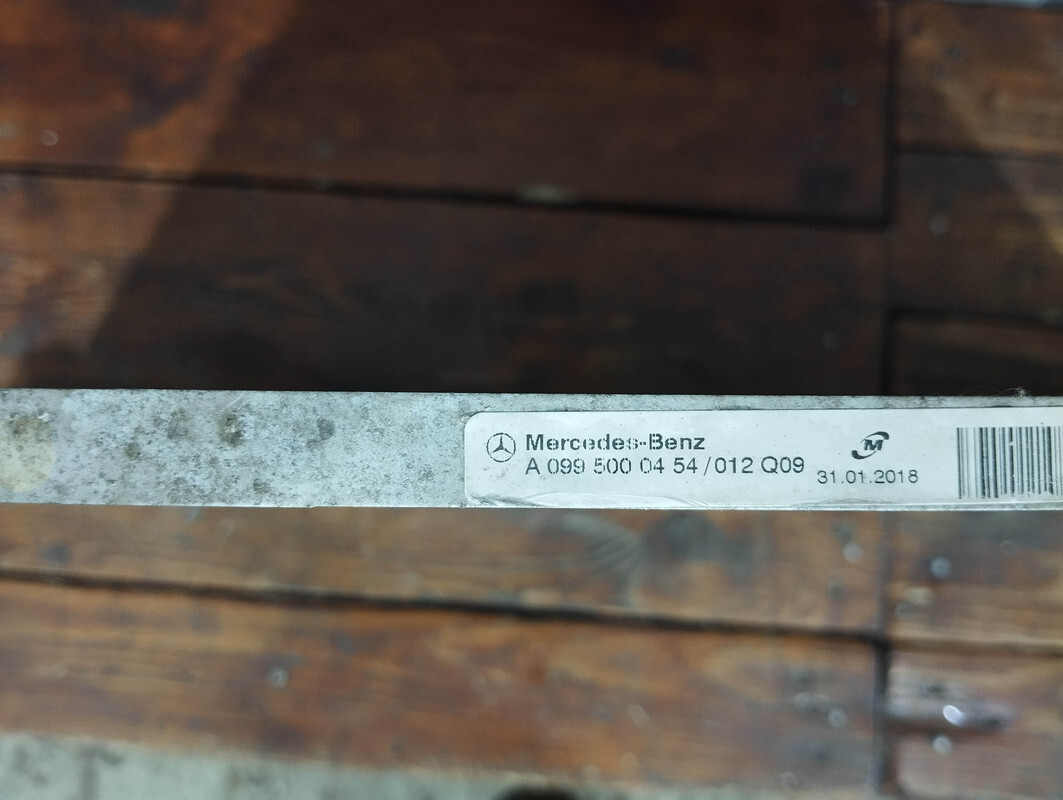 Mercedes-Benz
A 099 500 04 54 / 012 Q09
M
31.01.2018